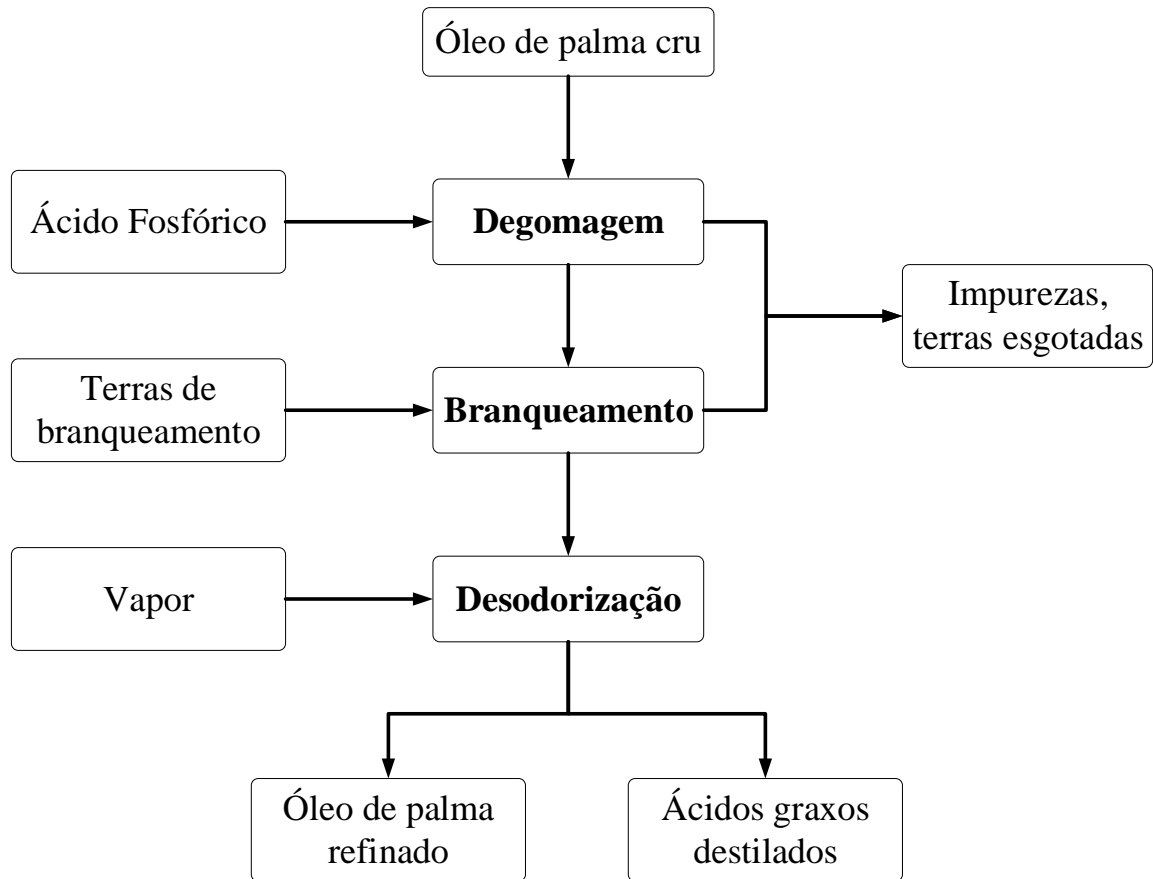 Óleo de palma cru
Ácido Fosfórico
Degomagem
Impurezas,
terras esgotadas
Terras de
branqueamento
Branqueamento
Vapor
Desodorização
Óleo de palma
refinado
Ácidos graxos
destilados